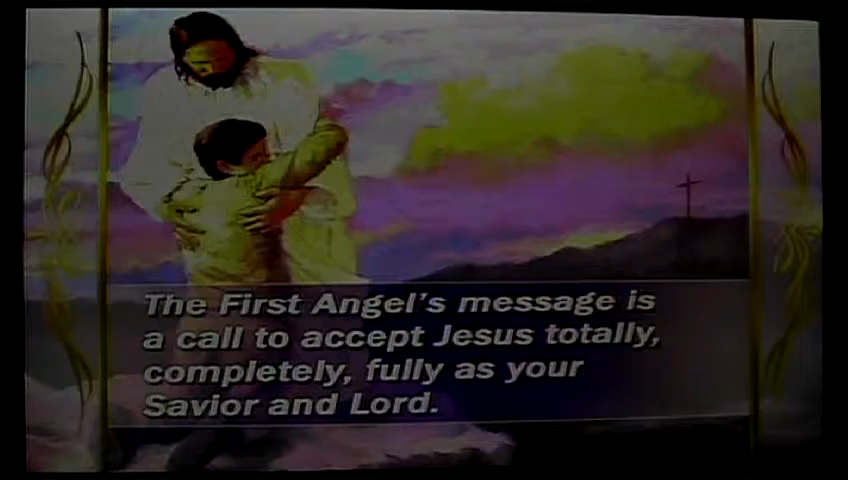 The First Angel's message is
a call to accept Jesus totally,
completely, fully as your
Savior and Lord.